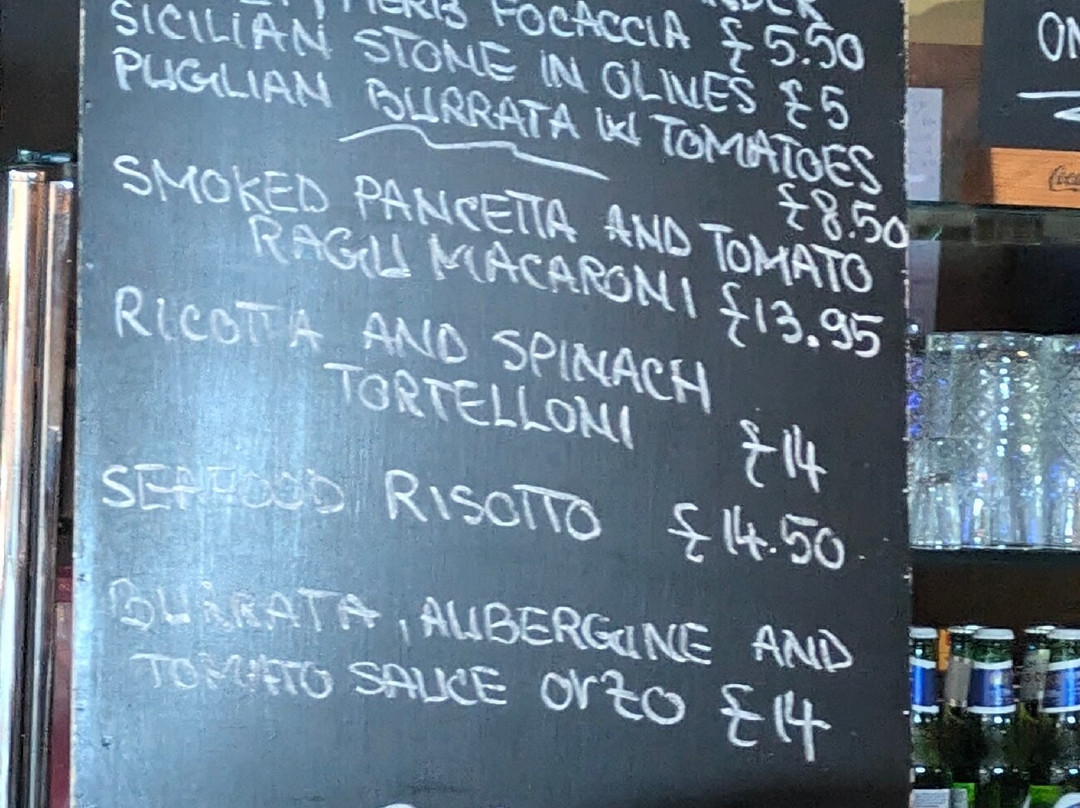 HERB FOCACCIA £5.50
SICILIAN STONE IN OLIVES £5
PUGLIAN BURRATA W TOMATOES
£8.50
SMOKED PANCETTA AND TOMATO
RAGU MACARONI £13.95
RICOTTA AND SPINACH
TORTELLONI £14
SEAFOOD RISOTTO £14.50
BURRATA, AUBERGINE AND
TOMATO SAUCE OrZO £14